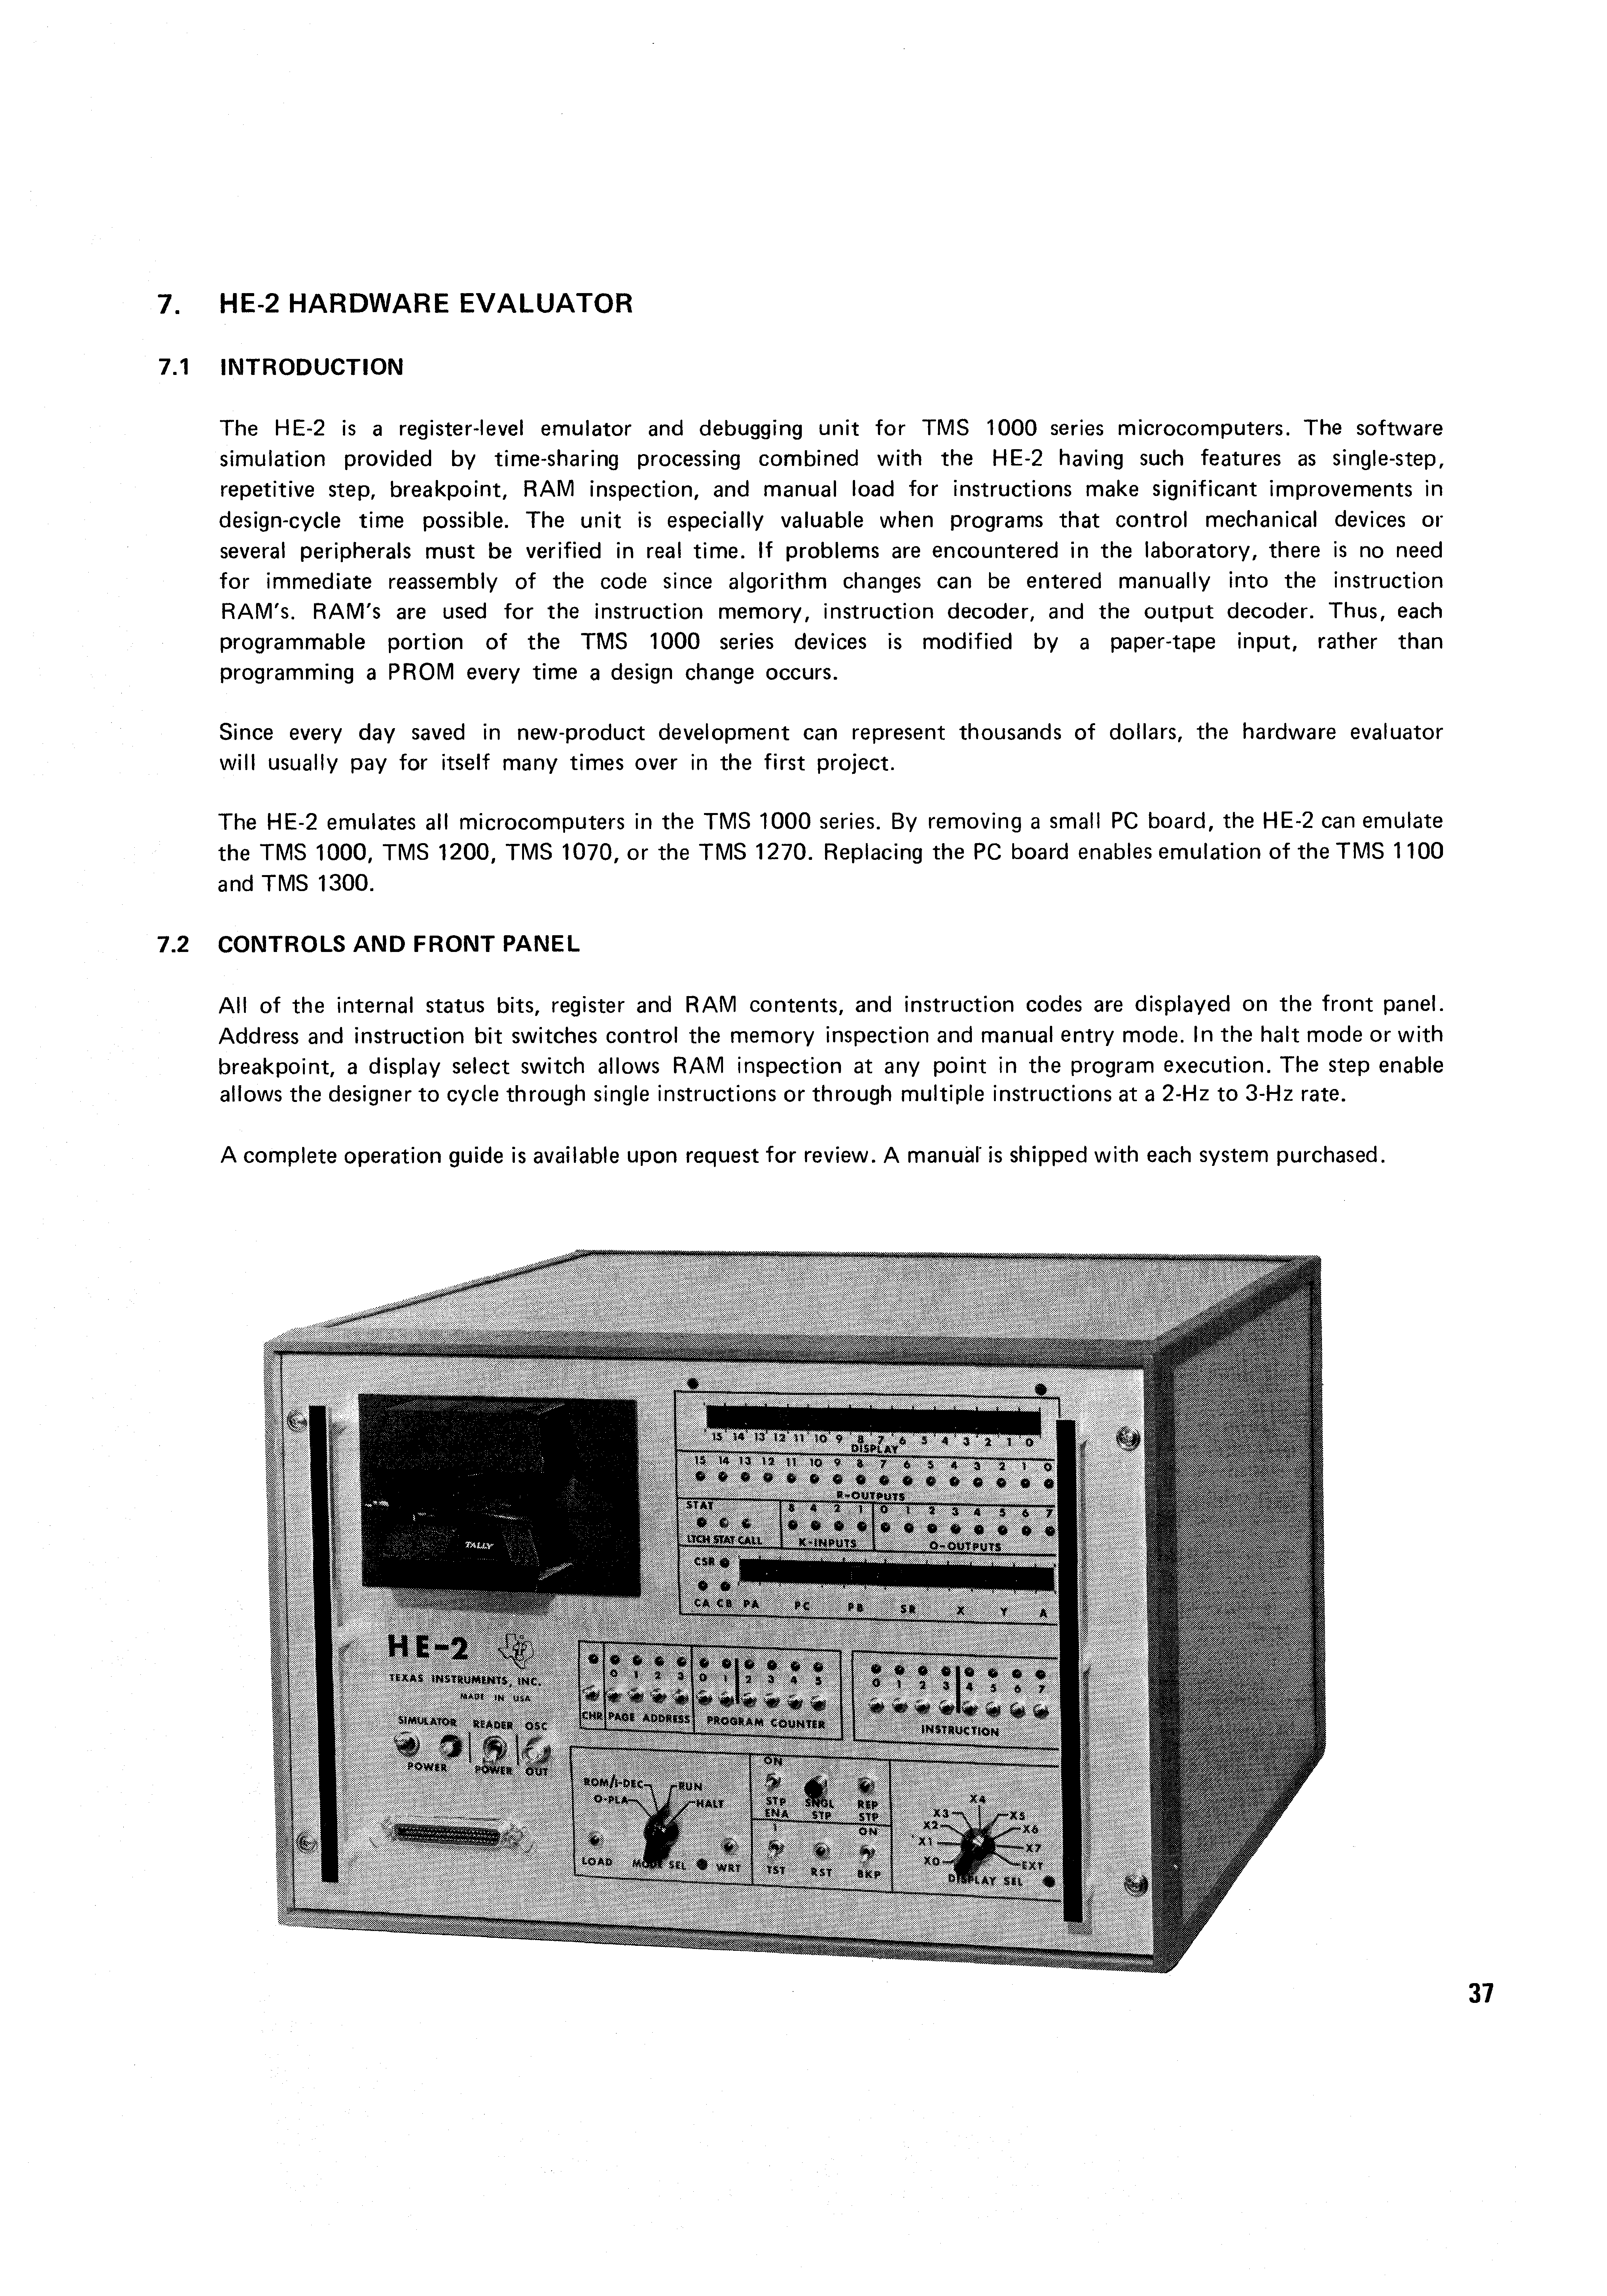 7. HE-2 HARDWARE EVALUATOR
7.1 INTRODUCTION
The HE-2 is a register-level emulator and debugging unit for TMS 1000 series microcomputers. The software
simulation provided by time-sharing processing combined with the HE-2 having such features as single-step,
repetitive step, breakpoint, RAM inspection, and manual load for instructions make significant improvements in
design-cycle time possible. The unit is especially valuable when programs that control mechanical devices or
several peripherals must be verified in real time. If problems are encountered in the laboratory, there is no need
for immediate reassembly of the code since algorithm changes can be entered manually into the instruction
RAM's. RAM's are used for the instruction memory, instruction decoder, and the output decoder. Thus, each
programmable portion of the TMS 1000 series devices is modified by a paper-tape input, rather than
programming a PROM every time a design change occurs.
Since every day saved in new-product development can represent thousands of dollars, the hardware evaluator
will usually pay for itself many times over in the first project.
The HE-2 emulates all microcomputers in the TMS 1000 series. By removing a small PC board, the HE-2 can emulate
the TMS 1000, TMS 1200, TMS 1070, or the TMS 1270. Replacing the PC board enables emulation of the TMS 1100
and TMS 1300.
7.2 CONTROLS AND FRONT PANEL
All of the internal status bits, register and RAM contents, and instruction codes are displayed on the front panel.
Address and instruction bit switches control the memory inspection and manual entry mode. In the halt mode or with
breakpoint, a display select switch allows RAM inspection at any point in the program execution. The step enable
allows the designer to cycle through single instructions or through multiple instructions at a 2-Hz to 3-Hz rate.
A complete operation guide is available upon request for review. A manual is shipped with each system purchased.
15 14 13 12 11 10 9 8 7 6 5 4 3 2 1 0
DISPLAY
15 14 13 12 11 10 9 8 7 6 5 4 3 2 1 0
R-OUTPUTS
STAT 8 4 2 1 0 1 2 3 4 5 6 7
LTCH STAT CALL K-INPUTS O-OUTPUTS
TALLY
CSR
CA CB PA PC PB SR X Y A
HE-2
TEXAS INSTRUMENTS, INC.
MADE IN USA
0 1 2 3 0 1 2 3 4 5
CHR PAGE ADDRESS PROGRAM COUNTER
0 1 2 3 4 5 6 7
INSTRUCTION
SIMULATOR READER OSC
POWER POWER OUT
ROM/I-DEC RUN
O-PLA HALT
LOAD MODE SEL WRT
ON
STP ENA SNGL STP REP STP
1 ON
TST RST BKP
X4
X3 X5
X2 X6
X1 X7
X0 EXT
DISPLAY SEL
37